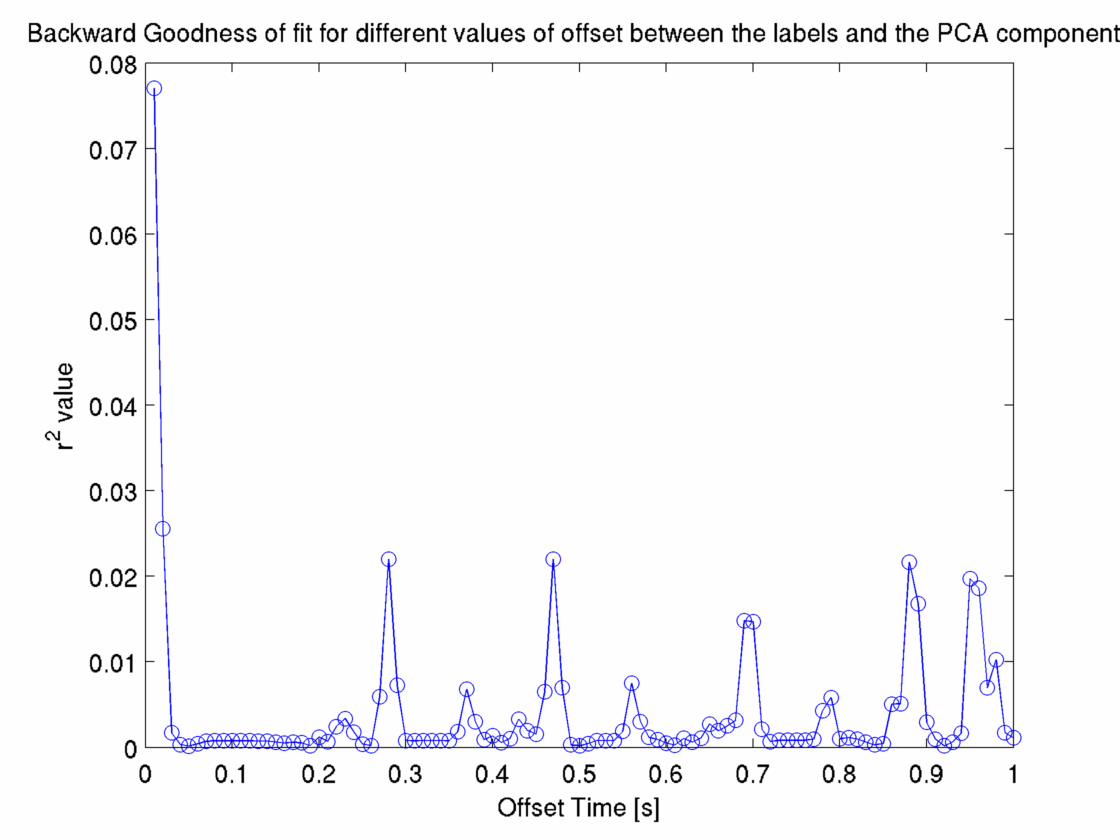 Backward Goodness of fit for different values of offset between the labels and the PCA component
0.08
0.07
0.06
0.05
0.04
0.03
0.02
0.01
0
r² value
0 0.1 0.2 0.3 0.4 0.5 0.6 0.7 0.8 0.9 1
Offset Time [s]